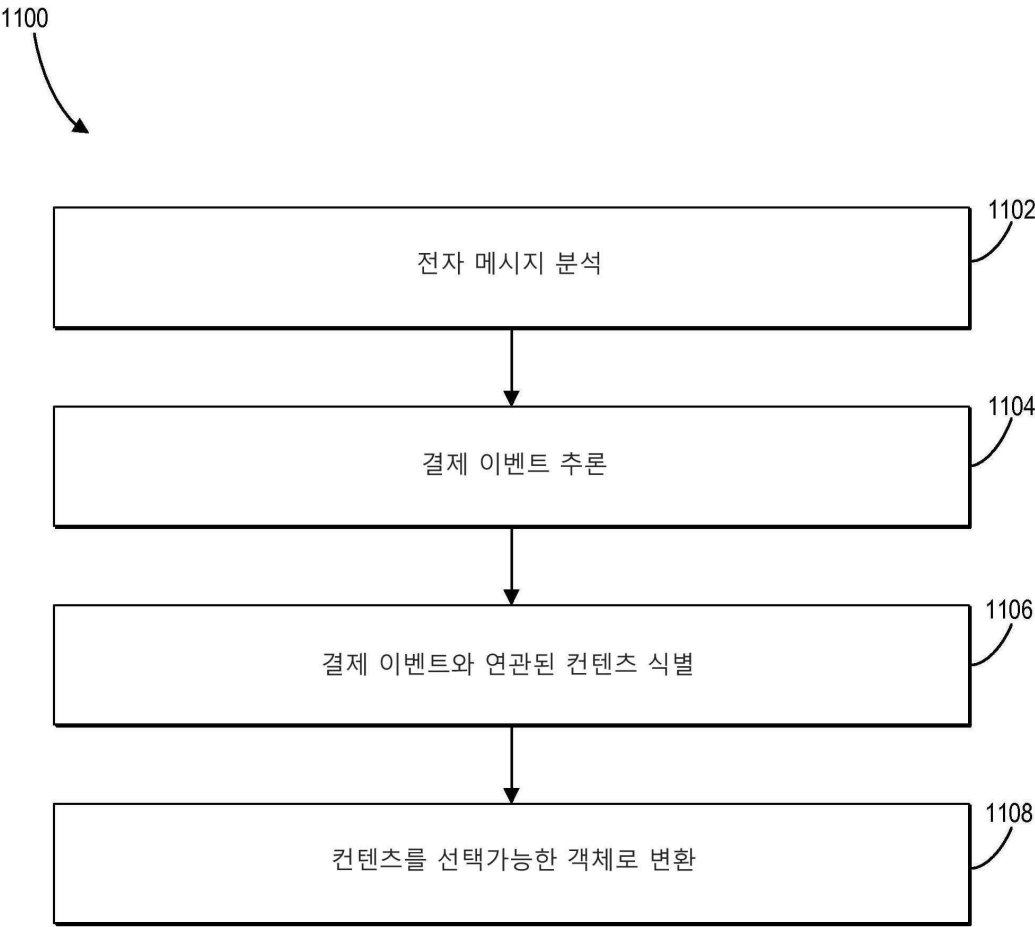 1100
1102
전자 메시지 분석
1104
결제 이벤트 추론
1106
결제 이벤트와 연관된 컨텐츠 식별
1108
컨텐츠를 선택가능한 객체로 변환